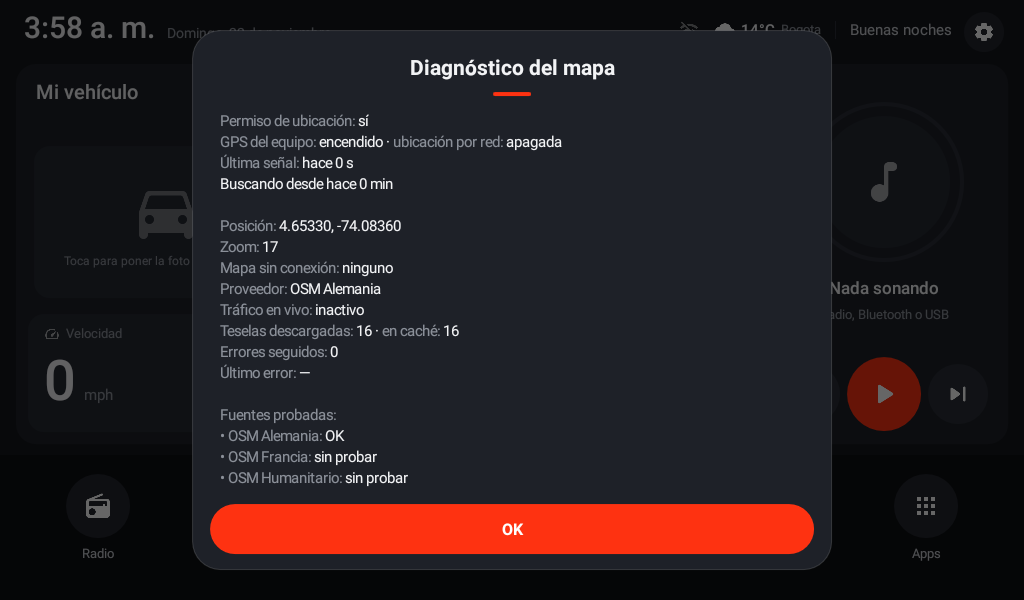 3:58 a. m.
14°C Bogota
Buenas noches
Mi vehículo
Diagnóstico del mapa
Permiso de ubicación: sí
GPS del equipo: encendido · ubicación por red: apagada
Última señal: hace 0 s
Buscando desde hace 0 min
Posición: 4.65330, -74.08360
Zoom: 17
Mapa sin conexión: ninguno
Proveedor: OSM Alemania
Tráfico en vivo: inactivo
Teselas descargadas: 16 · en caché: 16
Errores seguidos: 0
Último error: —
Fuentes probadas:
• OSM Alemania: OK
• OSM Francia: sin probar
• OSM Humanitario: sin probar
OK
Toca para poner la foto
Velocidad
0 mph
Nada sonando
adio, Bluetooth o USB
Radio
Apps